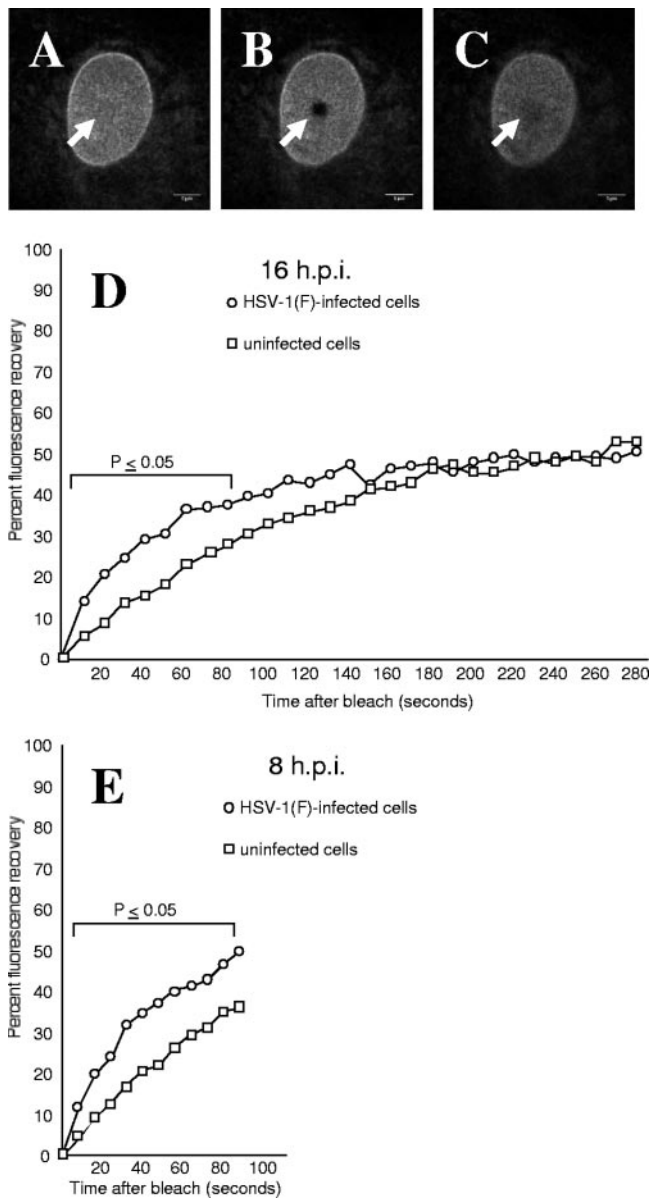 A B C
5μm 5μm 5μm
D
16 h.p.i.
HSV-1(F)-infected cells
uninfected cells
P ≤ 0.05
Percent fluorescence recovery
100
90
80
70
60
50
40
30
20
10
0
20 40 60 80 100 120 140 160 180 200 220 240 260 280
Time after bleach (seconds)
E
8 h.p.i.
HSV-1(F)-infected cells
uninfected cells
P ≤ 0.05
Percent fluorescence recovery
100
90
80
70
60
50
40
30
20
10
0
20 40 60 80 100
Time after bleach (seconds)